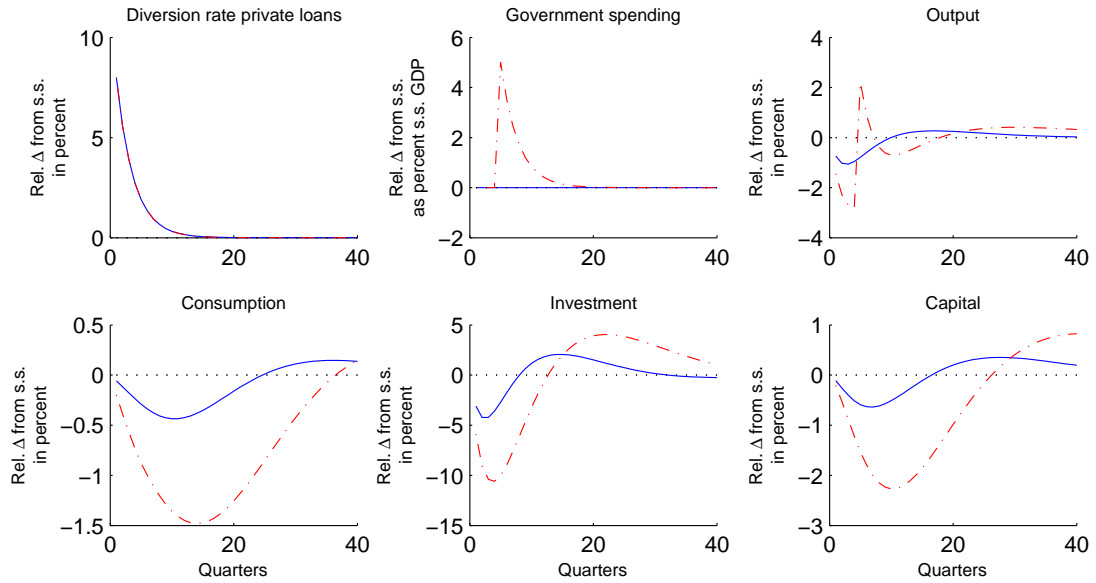 Diversion rate private loans
Rel. Δ from s.s.
in percent
10
5
0
0
20
40
Government spending
Rel. Δ from s.s.
as percent s.s. GDP
6
4
2
0
−2
0
20
40
Output
Rel. Δ from s.s.
in percent
4
2
0
−2
−4
0
20
40
Consumption
Rel. Δ from s.s.
in percent
0.5
0
−0.5
−1
−1.5
0
20
40
Quarters
Investment
Rel. Δ from s.s.
in percent
5
0
−5
−10
−15
0
20
40
Quarters
Capital
Rel. Δ from s.s.
in percent
1
0
−1
−2
−3
0
20
40
Quarters